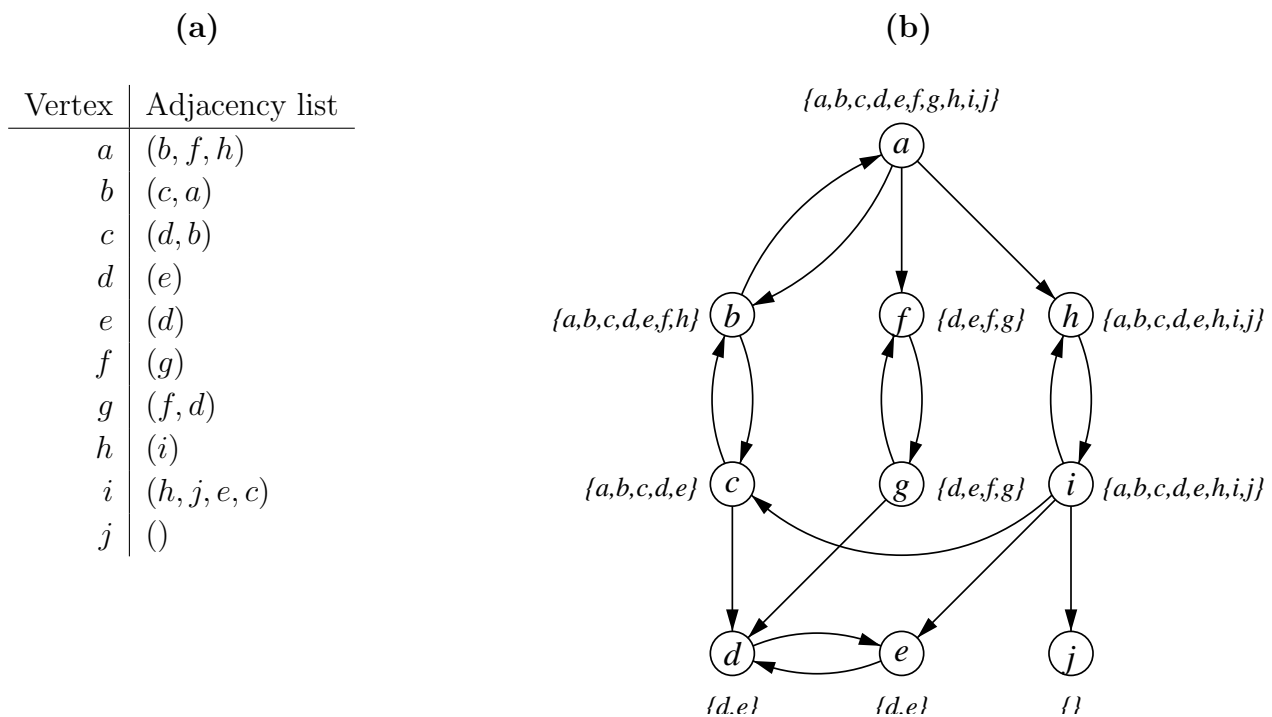 (a)
Vertex Adjacency list
a (b, f, h)
b (c, a)
c (d, b)
d (e)
e (d)
f (g)
g (f, d)
h (i)
i (h, j, e, c)
j ()
(b)
{a,b,c,d,e,f,g,h,i,j}
a
{a,b,c,d,e,f,h} b f {d,e,f,g} h {a,b,c,d,e,h,i,j}
{a,b,c,d,e} c g {d,e,f,g} i {a,b,c,d,e,h,i,j}
d e j
{d,e} {d,e} {}